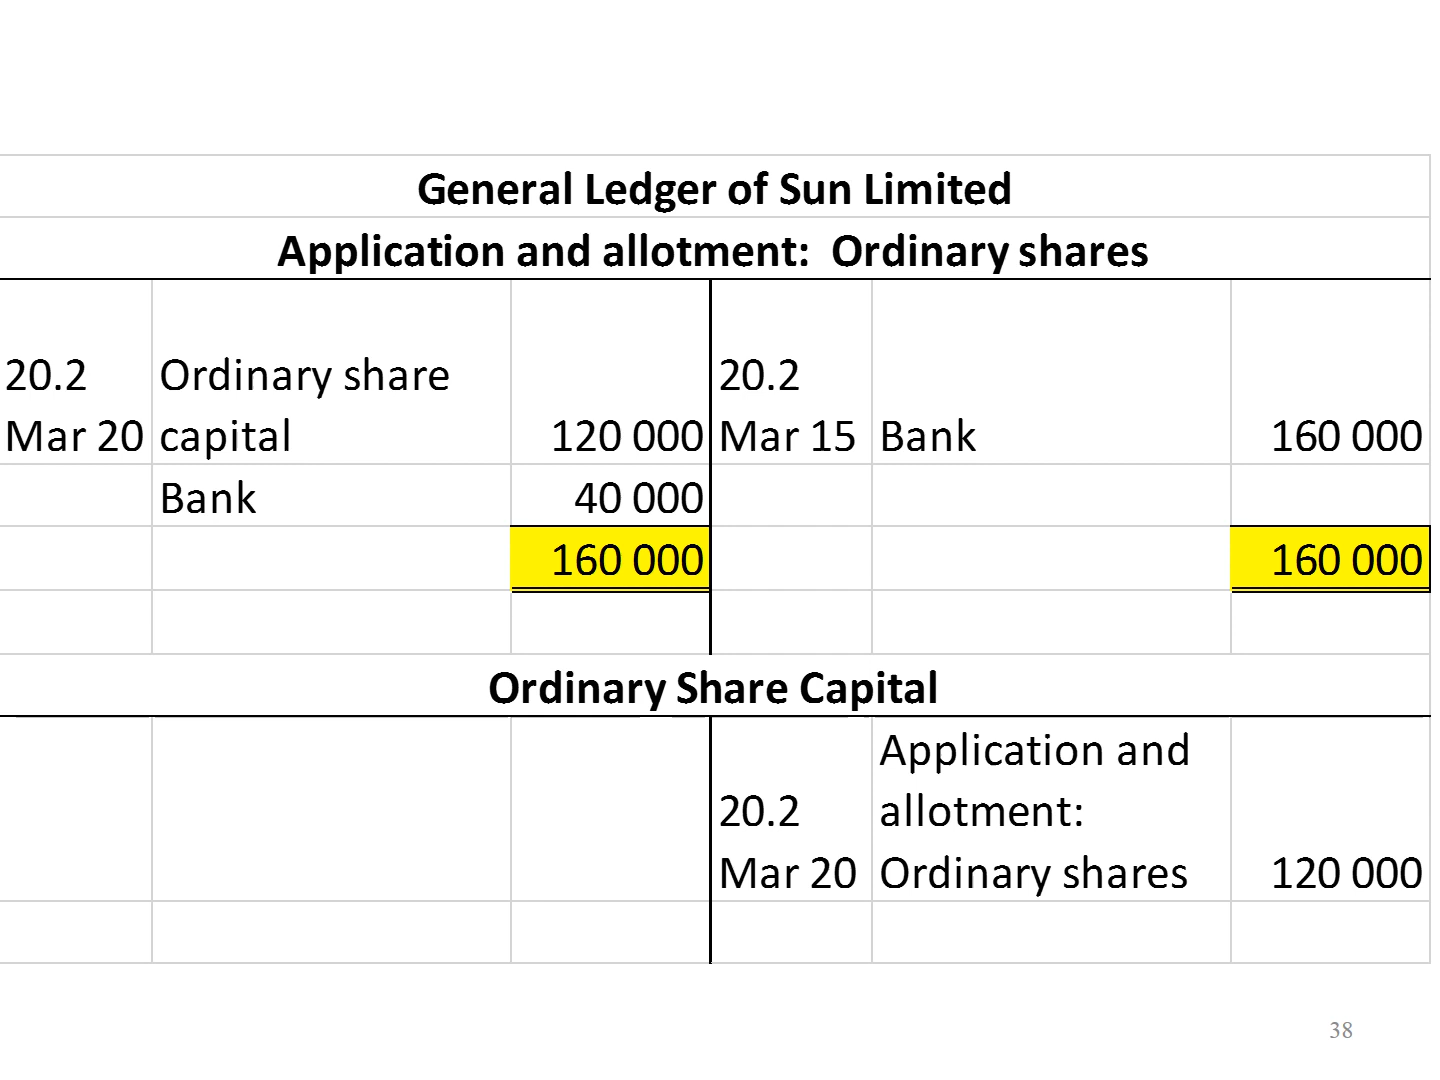 General Ledger of Sun Limited
Application and allotment:  Ordinary shares
20.2 Ordinary share 20.2
Mar 20 capital 120 000 Mar 15 Bank 160 000
Bank 40 000
160 000 160 000
Ordinary Share Capital
Application and
20.2 allotment:
Mar 20 Ordinary shares 120 000
38